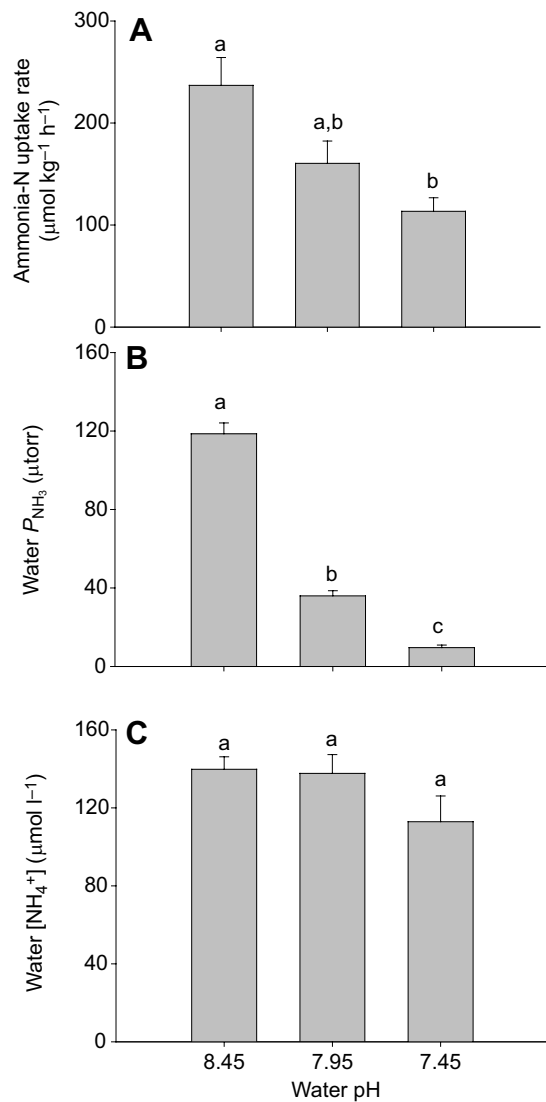 A
300
200
100
0
Ammonia-N uptake rate
(μmol kg⁻¹ h⁻¹)
a
a,b
b
B
160
120
80
40
0
Water P_NH₃ (μtorr)
a
b
c
C
160
120
80
40
0
Water [NH₄⁺] (μmol l⁻¹)
a
a
a
8.45 7.95 7.45
Water pH